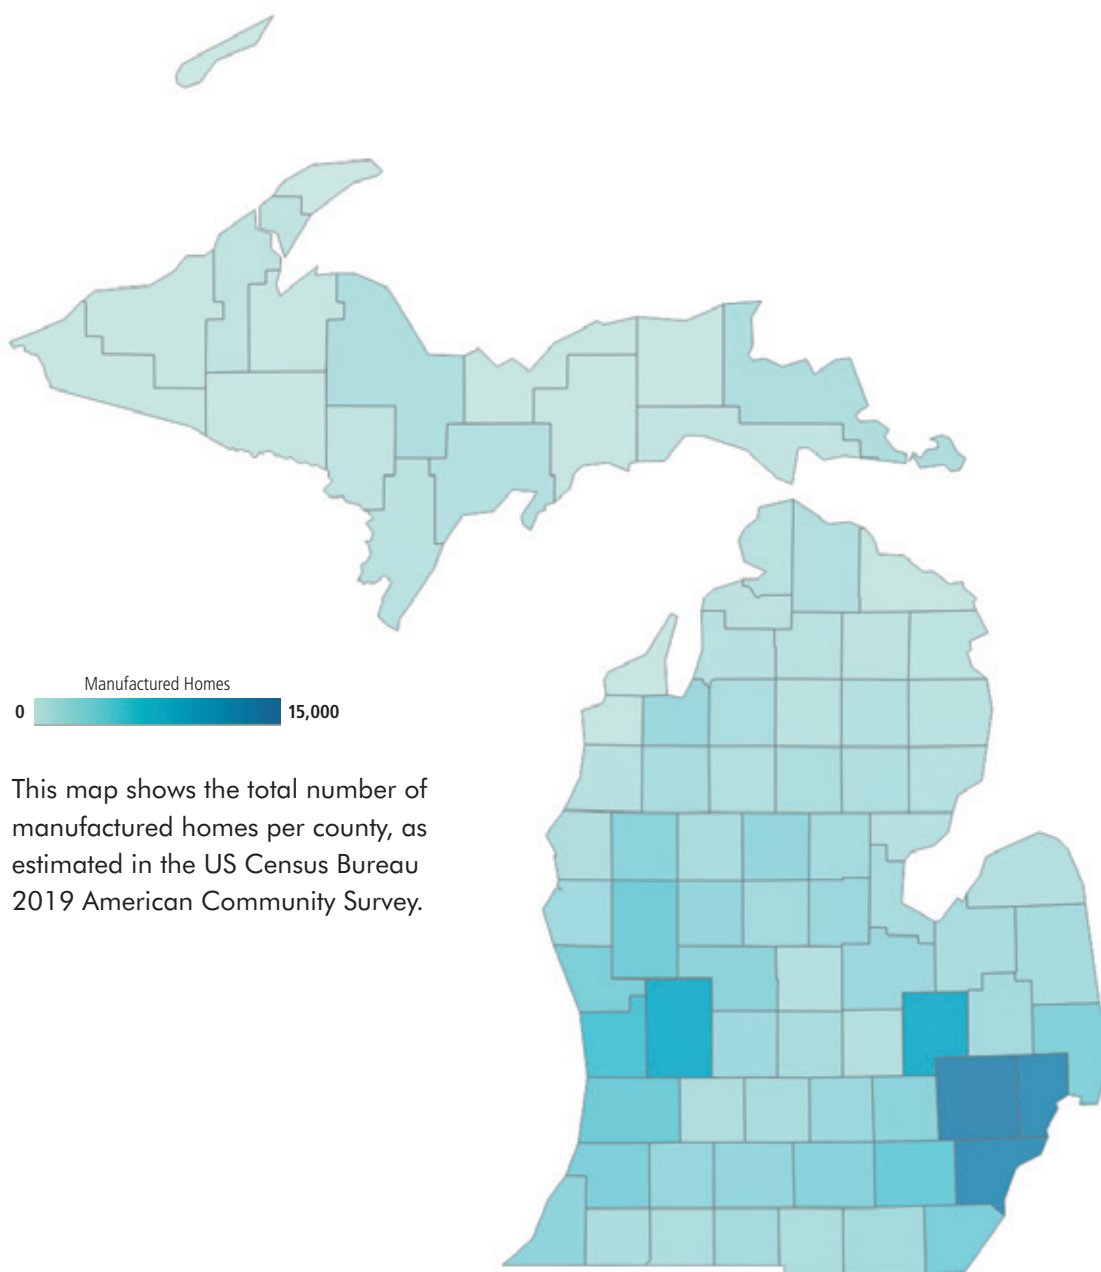 Manufactured Homes
0 15,000
This map shows the total number of
manufactured homes per county, as
estimated in the US Census Bureau
2019 American Community Survey.